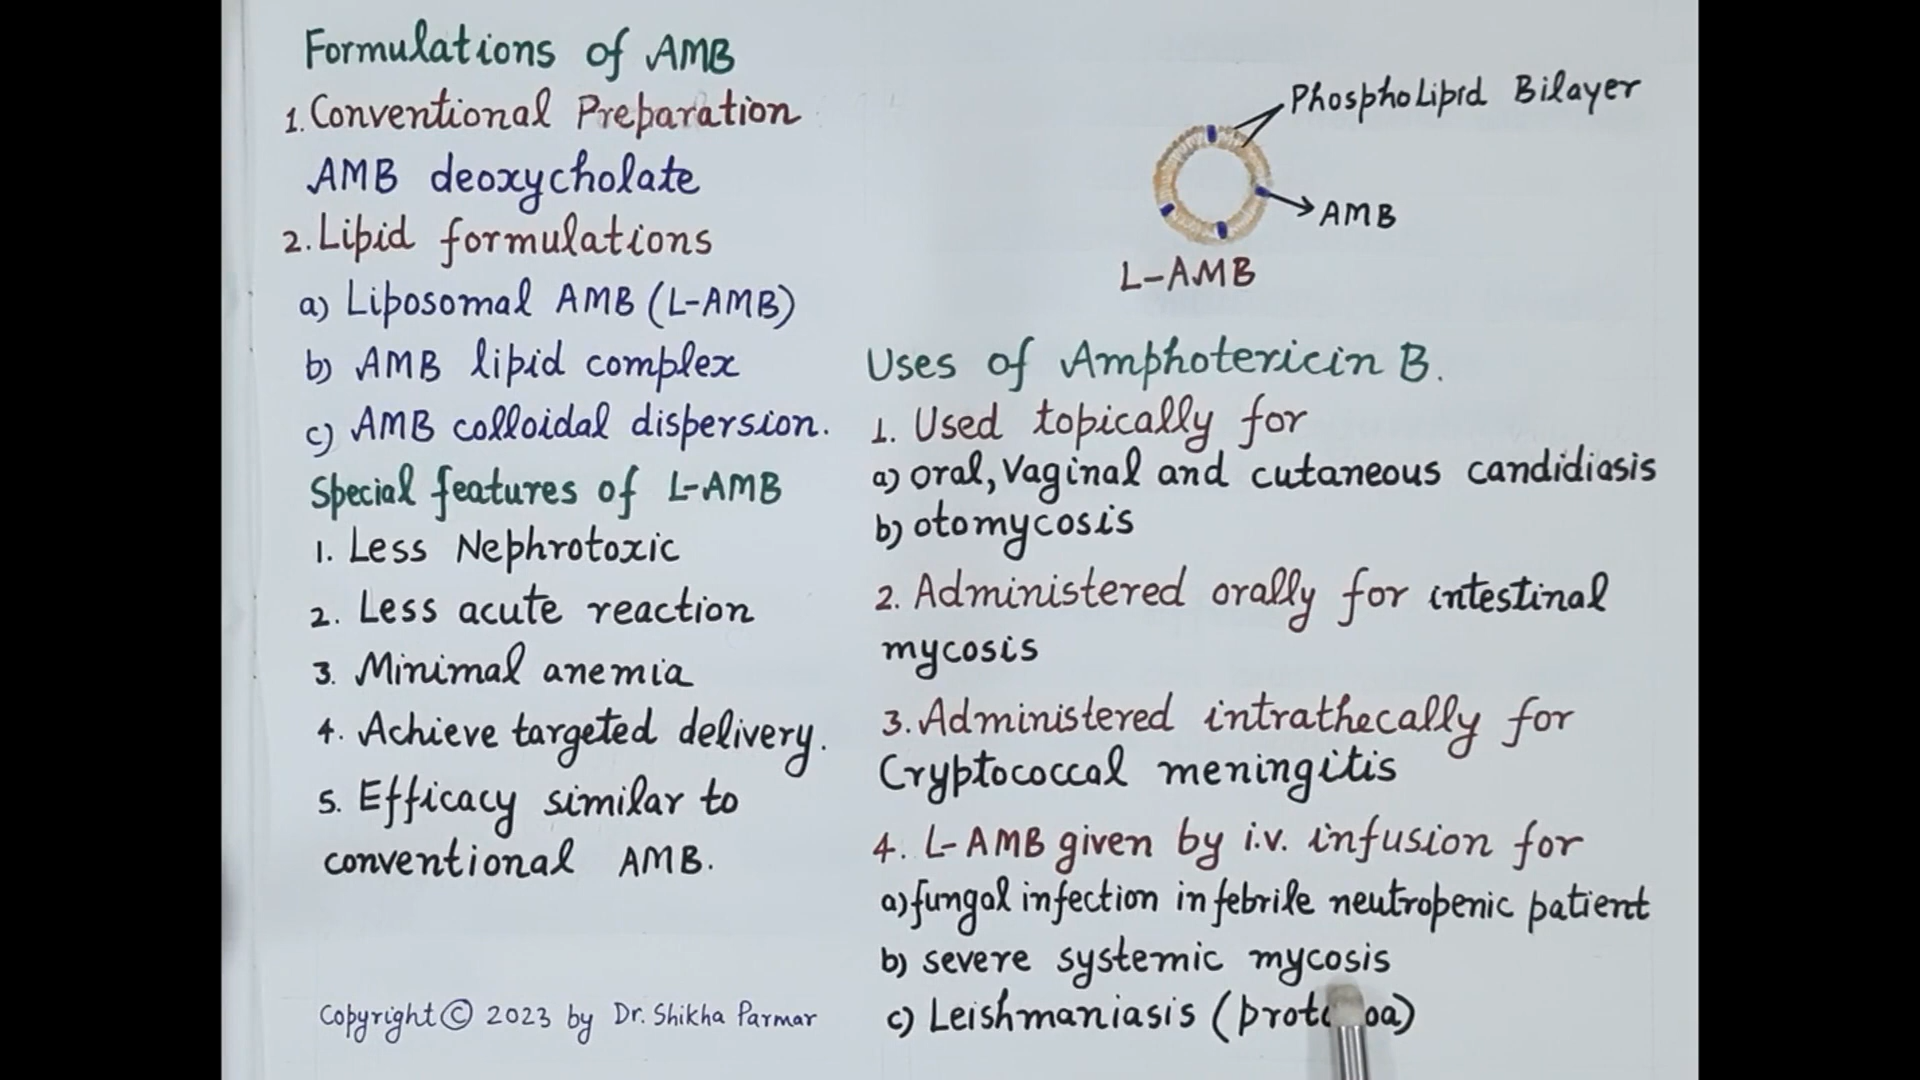 Formulations of AMB
1. Conventional Preparation
AMB deoxycholate
2. Lipid formulations
a) Liposomal AMB (L-AMB)
b) AMB lipid complex
c) AMB colloidal dispersion.
Special features of L-AMB
1. Less Nephrotoxic
2. Less acute reaction
3. Minimal anemia
4. Achieve targeted delivery.
5. Efficacy similar to
conventional AMB.
Copyright © 2023 by Dr. Shikha Parmar
Phospholipid Bilayer
AMB
L-AMB
Uses of Amphotericin B.
1. Used topically for
a) oral, Vaginal and cutaneous candidiasis
b) otomycosis
2. Administered orally for intestinal
mycosis
3. Administered intrathecally for
Cryptococcal meningitis
4. L-AMB given by i.v. infusion for
a) fungal infection in febrile neutropenic patient
b) severe systemic mycosis
c) Leishmaniasis